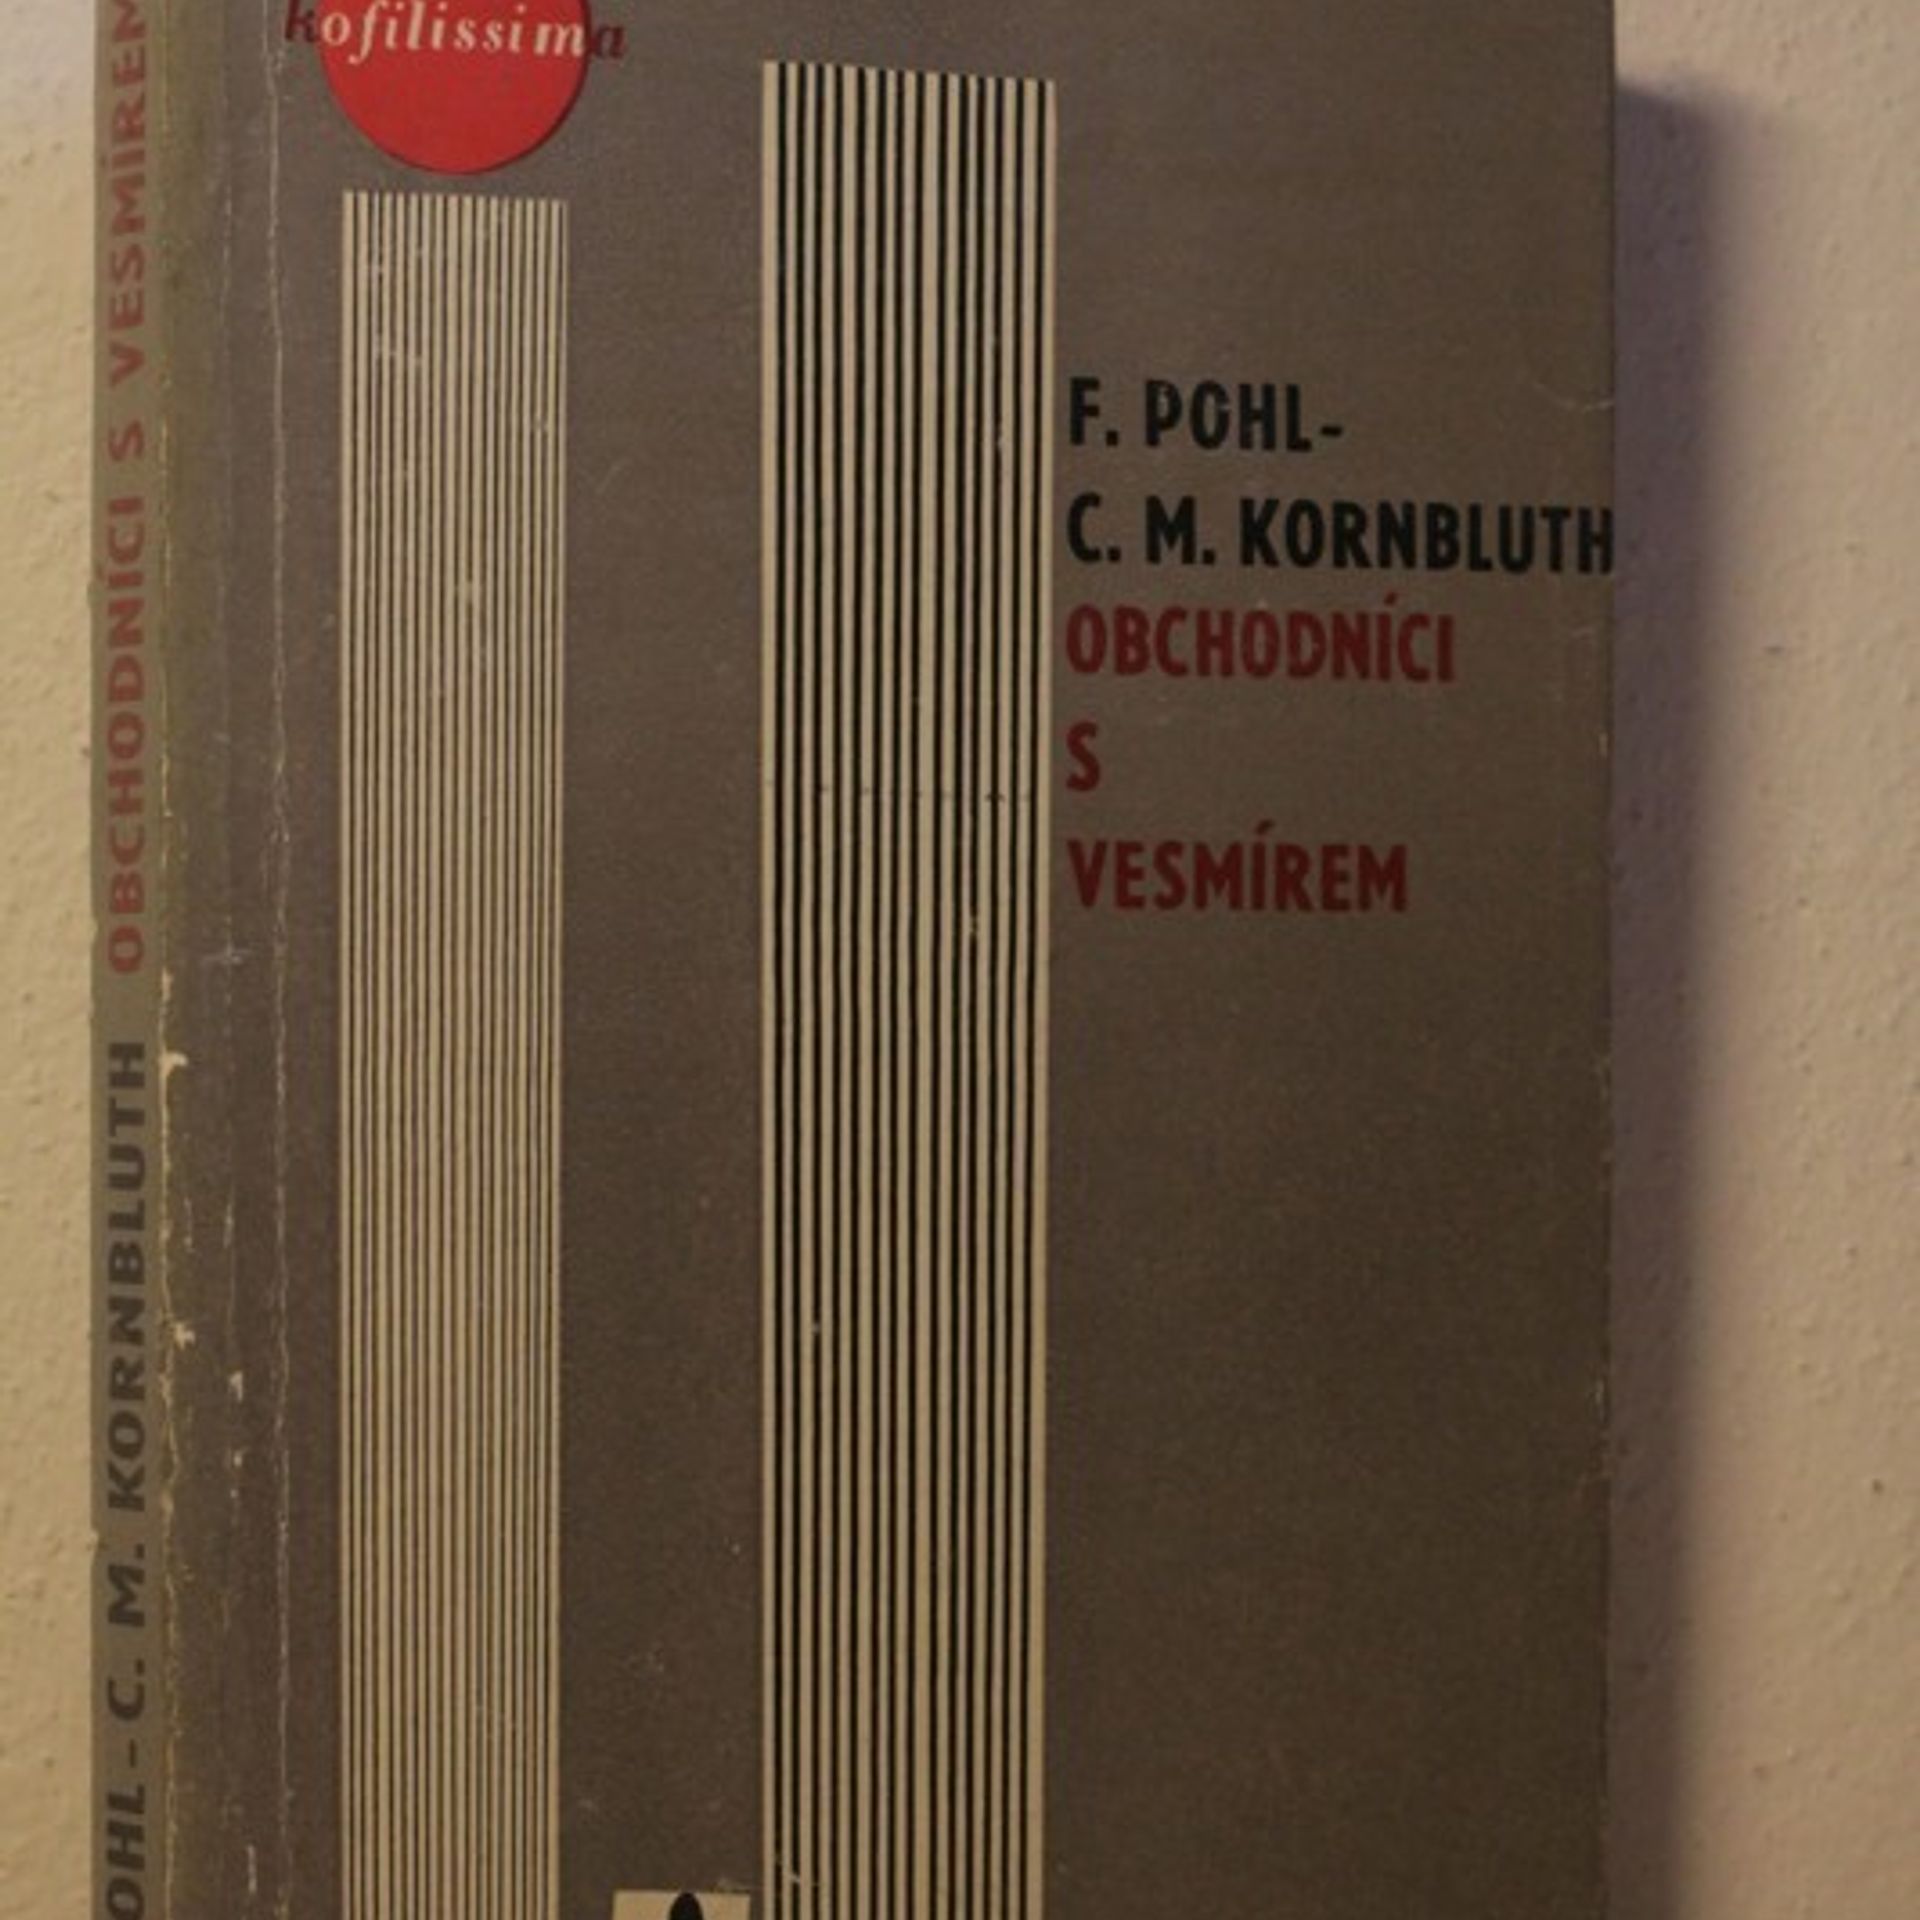 kofilissima
F. POHL-
C. M. KORNBLUTH
OBCHODNÍCI
S
VESMÍREM
OHL – C. M. KORNBLUTH OBCHODNÍCI S VESMÍREM